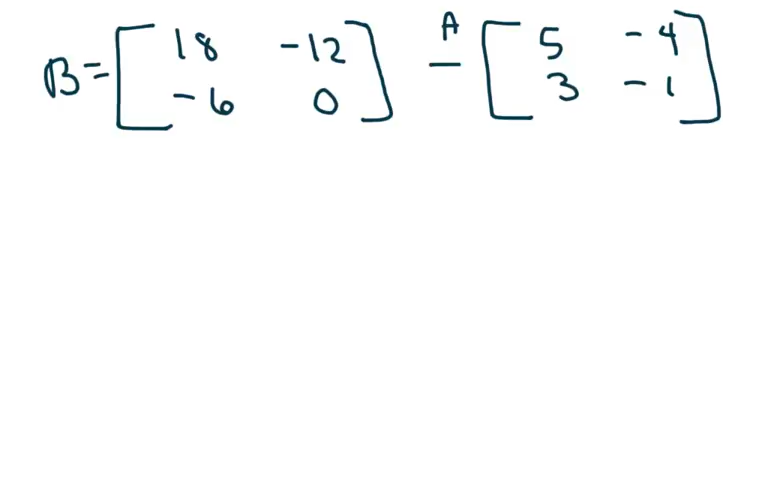 B = [ 18 -12 ] A - [ 5 -4 ]
[ -6 0 ] [ 3 -1 ]